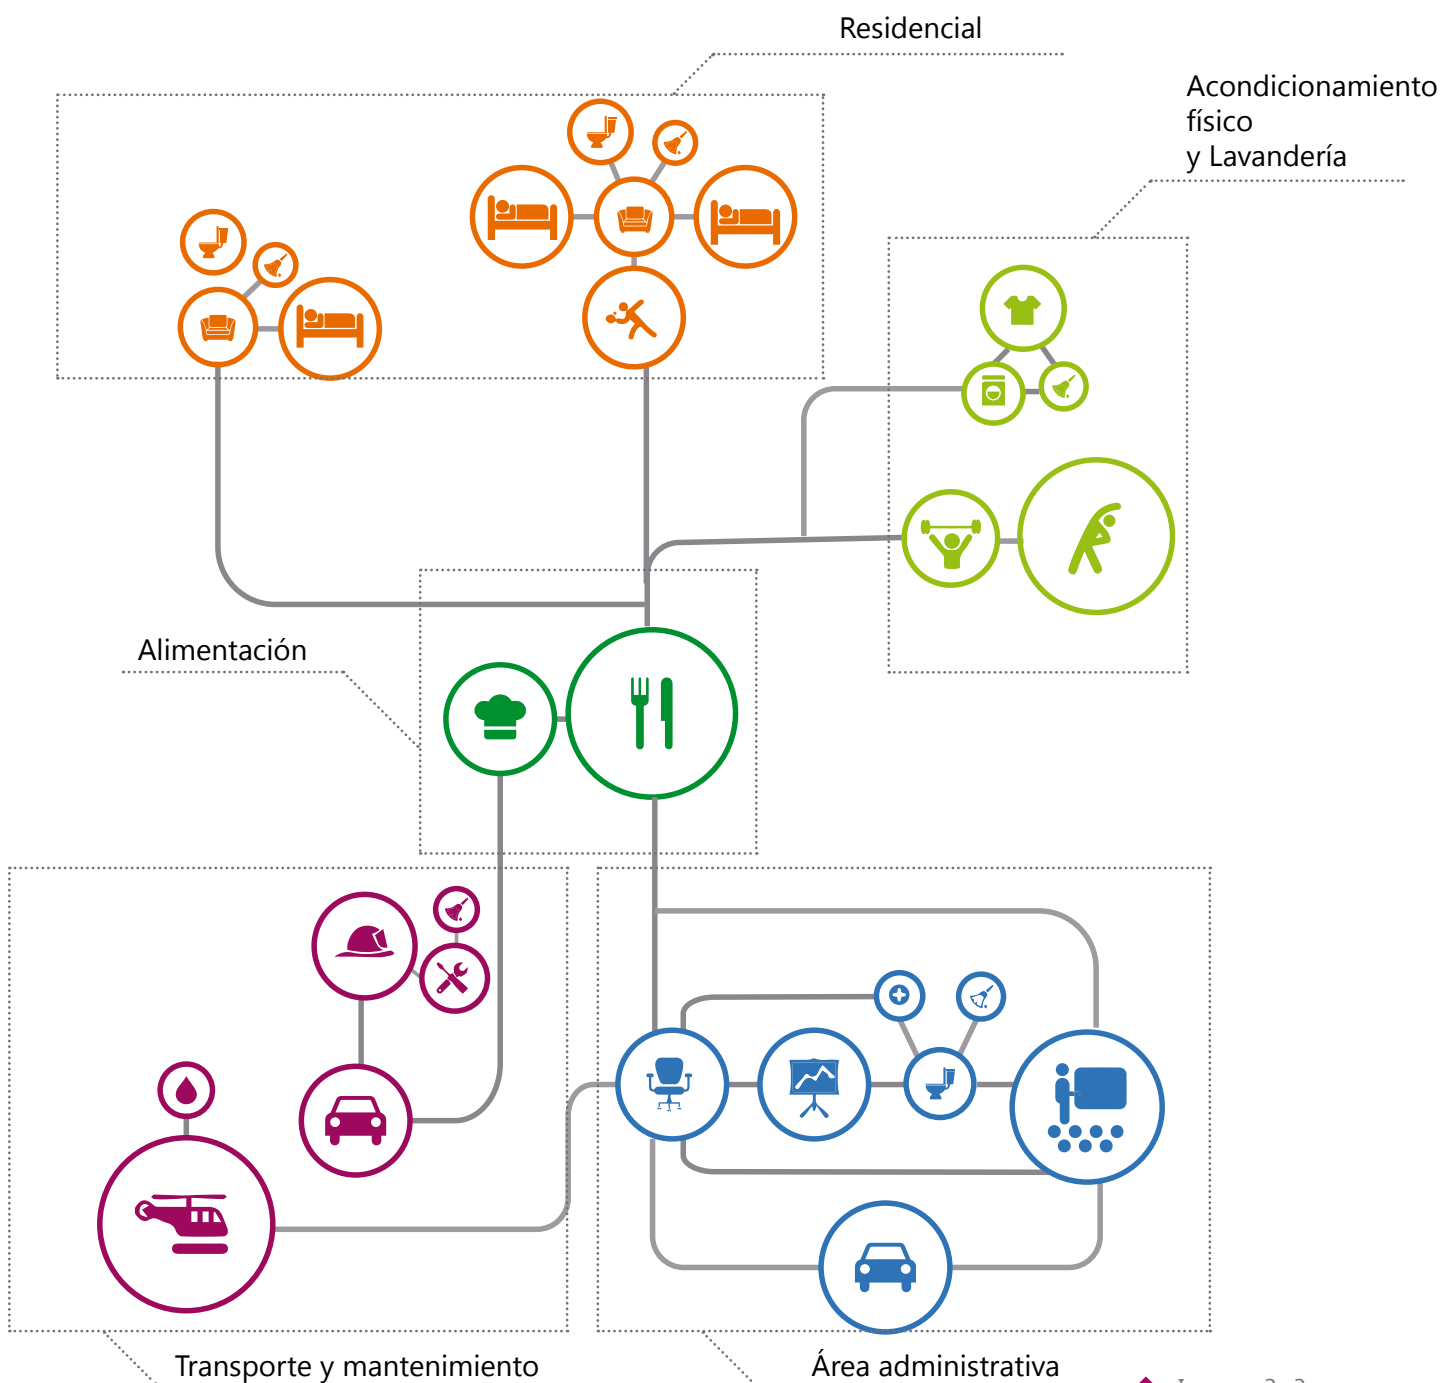 Residencial
Acondicionamiento
físico
y Lavandería
Alimentación
Transporte y mantenimiento
Área administrativa